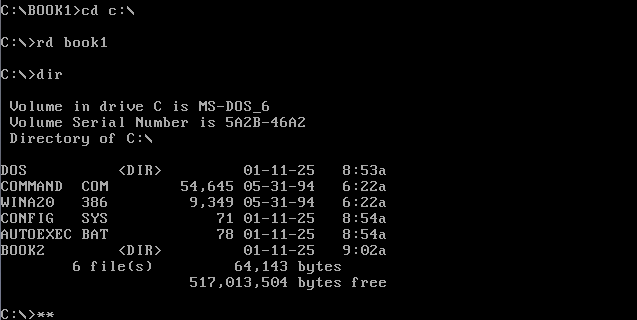 C:\BOOK1>cd c:\
C:\>rd book1
C:\>dir
Volume in drive C is MS-DOS_6
Volume Serial Number is 5A2B-46A2
Directory of C:\
DOS          <DIR>         01-11-25   8:53a
COMMAND  COM        54,645 05-31-94   6:22a
WINA20   386         9,349 05-31-94   6:22a
CONFIG   SYS            71 01-11-25   8:54a
AUTOEXEC BAT            78 01-11-25   8:54a
BOOK2        <DIR>         01-11-25   9:02a
        6 file(s)         64,143 bytes
                     517,013,504 bytes free
C:\>**